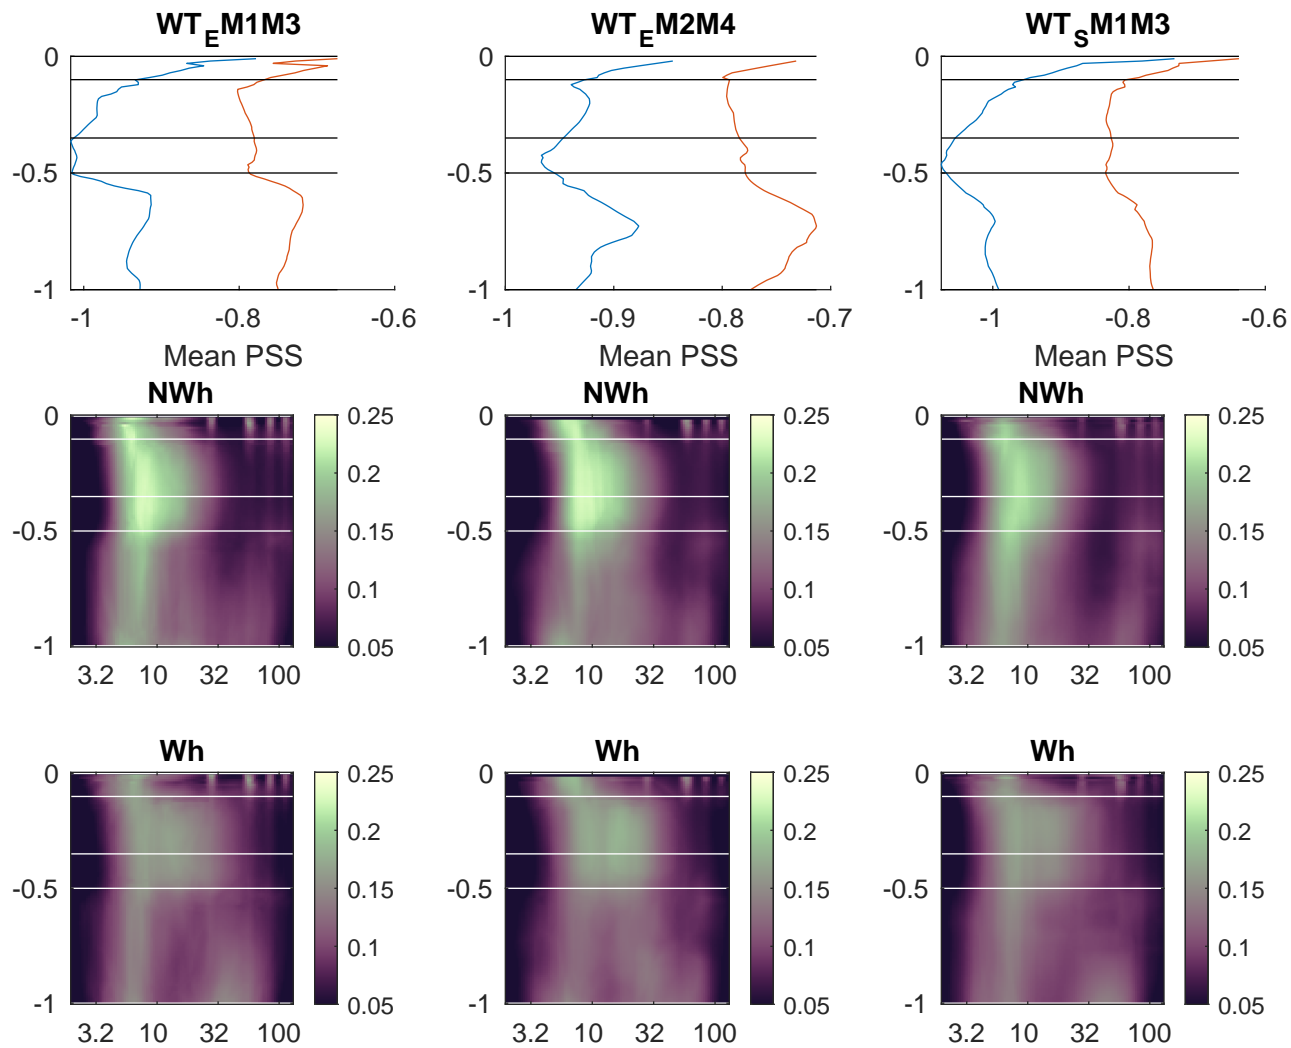 WT_EM1M3 WT_EM2M4 WT_SM1M3
0 0 0
-0.5 -0.5 -0.5
-1 -1 -1
-1 -0.8 -0.6 -1 -0.9 -0.8 -0.7 -1 -0.8 -0.6
Mean PSS Mean PSS Mean PSS
NWh NWh NWh
0 0.25 0 0.25 0 0.25
0.2 0.2 0.2
-0.5 0.15 -0.5 0.15 -0.5 0.15
0.1 0.1 0.1
-1 0.05 -1 0.05 -1 0.05
3.2 10 32 100 3.2 10 32 100 3.2 10 32 100
Wh Wh Wh
0 0.25 0 0.25 0 0.25
0.2 0.2 0.2
-0.5 0.15 -0.5 0.15 -0.5 0.15
0.1 0.1 0.1
-1 0.05 -1 0.05 -1 0.05
3.2 10 32 100 3.2 10 32 100 3.2 10 32 100